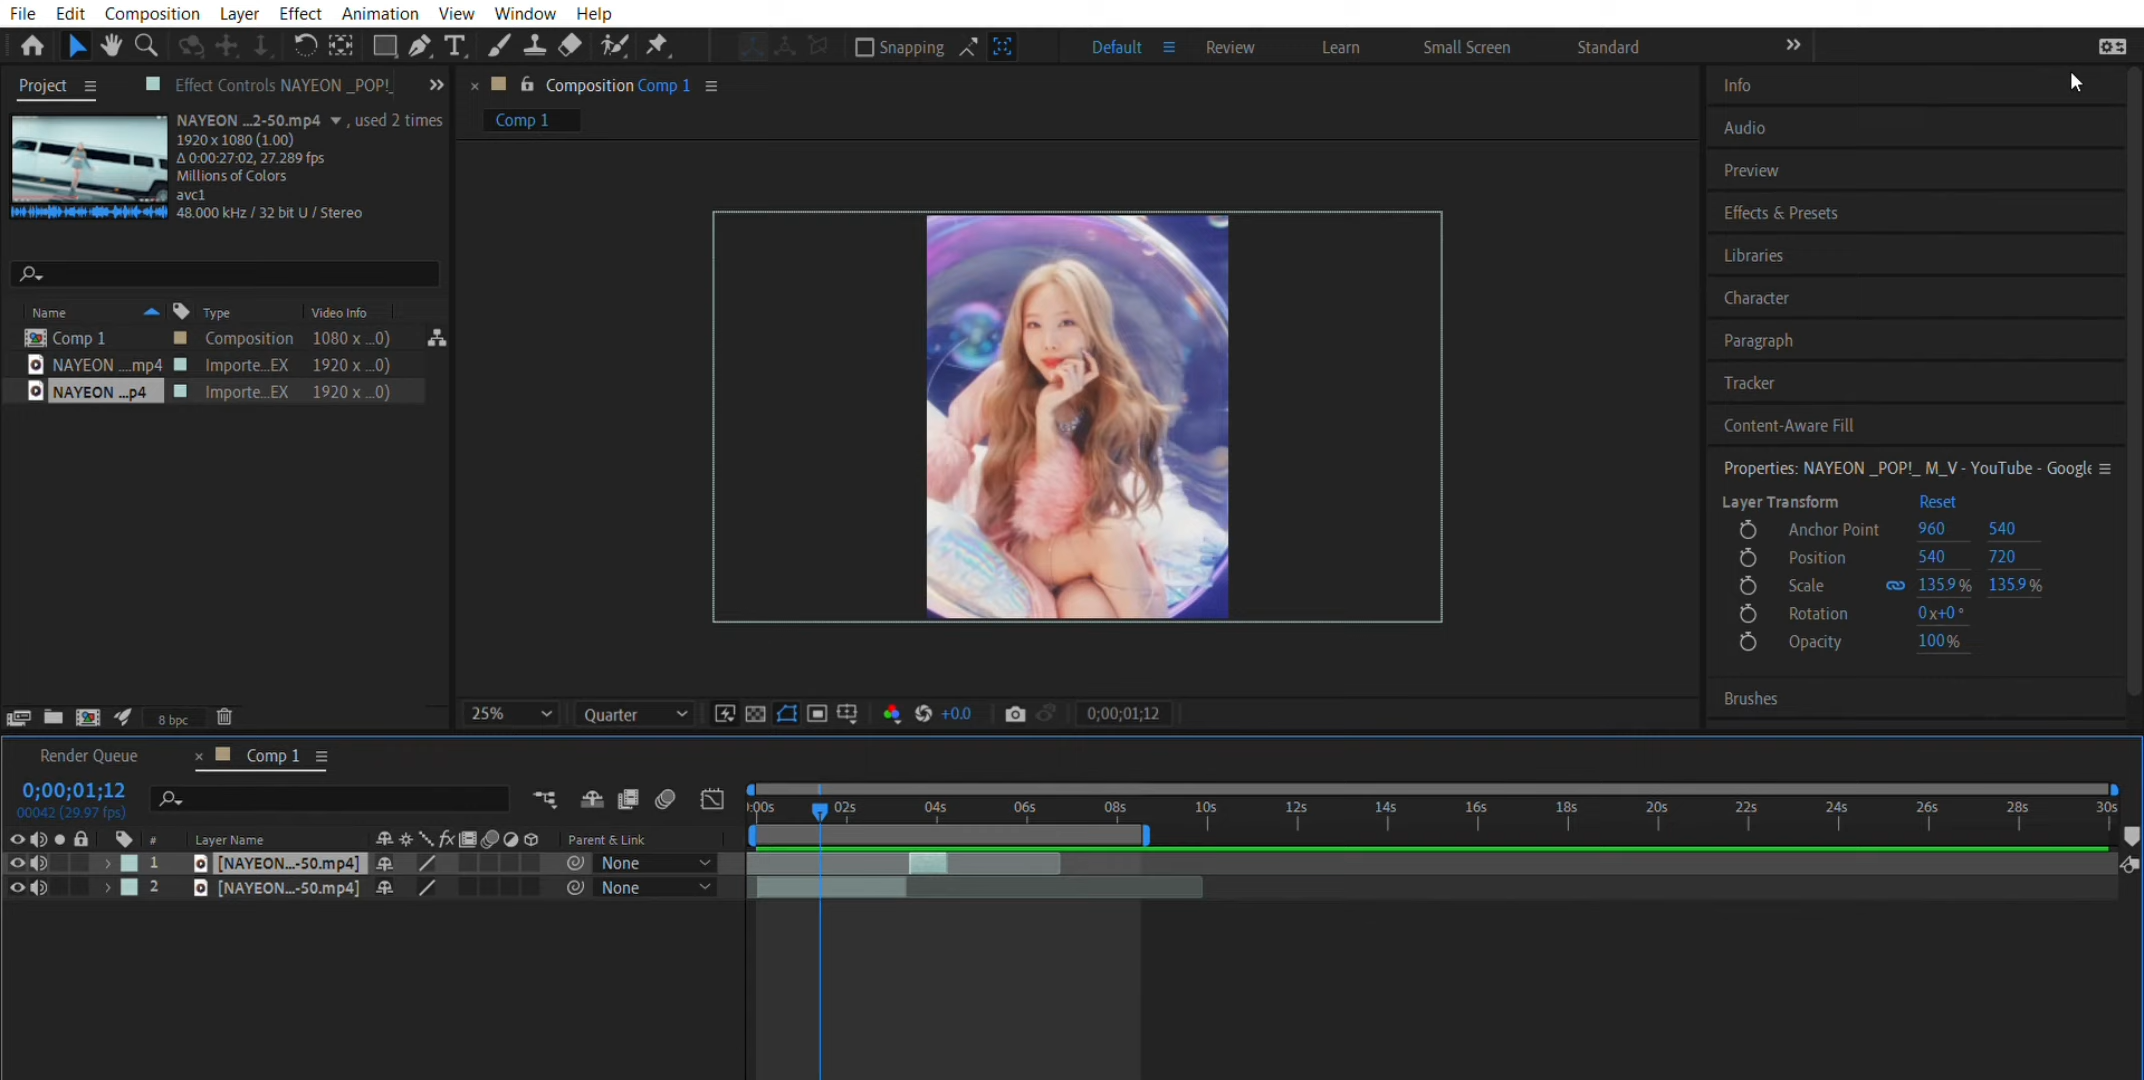 File Edit Composition Layer Effect Animation View Window Help
Snapping Default Review Learn Small Screen Standard
Project Effect Controls NAYEON _POP!_
NAYEON ...2-50.mp4 , used 2 times
1920 x 1080 (1.00)
Δ 0:00:27:02, 27.289 fps
Millions of Colors
avc1
48.000 kHz / 32 bit U / Stereo
Name Type Video Info
Comp 1 Composition 1080 x ...0)
NAYEON ....mp4 Importe...EX 1920 x ...0)
NAYEON ...p4 Importe...EX 1920 x ...0)
8 bpc
Composition Comp 1
Comp 1
25% Quarter +0.0 0;00;01;12
Info
Audio
Preview
Effects & Presets
Libraries
Character
Paragraph
Tracker
Content-Aware Fill
Properties: NAYEON _POP!_ M_V - YouTube - Google
Layer Transform Reset
Anchor Point 960 540
Position 540 720
Scale 135.9 % 135.9 %
Rotation 0x+0°
Opacity 100%
Brushes
Render Queue Comp 1
0;00;01;12
00042 (29.97 fps)
):00s 02s 04s 06s 08s 10s 12s 14s 16s 18s 20s 22s 24s 26s 28s 30s
# Layer Name fx Parent & Link
1 [NAYEON...-50.mp4] None
2 [NAYEON...-50.mp4] None